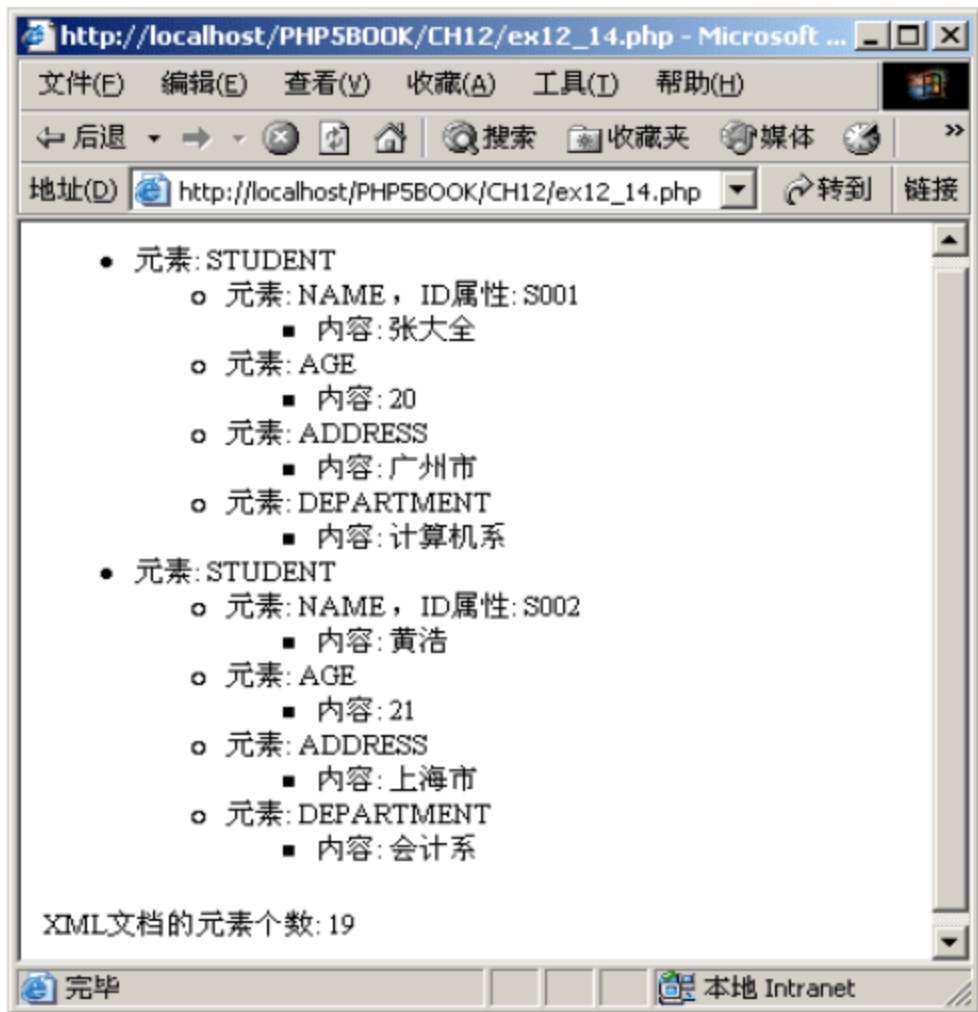 http://localhost/PHP5BOOK/CH12/ex12_14.php - Microsoft ...
文件(F) 编辑(E) 查看(V) 收藏(A) 工具(T) 帮助(H)
后退 搜索 收藏夹 媒体 »
地址(D) http://localhost/PHP5BOOK/CH12/ex12_14.php 转到 链接
• 元素: STUDENT
o 元素: NAME，ID属性: S001
▪ 内容: 张大全
o 元素: AGE
▪ 内容: 20
o 元素: ADDRESS
▪ 内容: 广州市
o 元素: DEPARTMENT
▪ 内容: 计算机系
• 元素: STUDENT
o 元素: NAME，ID属性: S002
▪ 内容: 黄浩
o 元素: AGE
▪ 内容: 21
o 元素: ADDRESS
▪ 内容: 上海市
o 元素: DEPARTMENT
▪ 内容: 会计系
XML文档的元素个数: 19
完毕 本地 Intranet